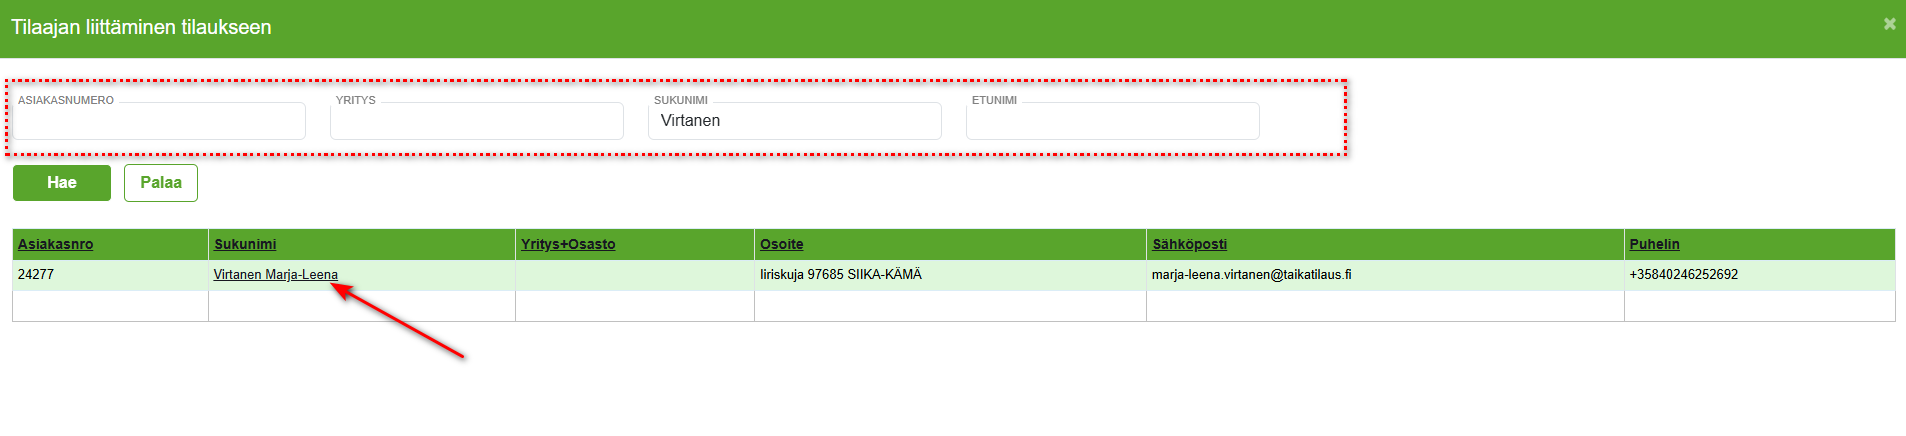 Tilaajan liittäminen tilaukseen
ASIAKASNUMERO YRITYS SUKUNIMI ETUNIMI
Virtanen
Hae Palaa
Asiakasnro Sukunimi Yritys+Osasto Osoite Sähköposti Puhelin
24277 Virtanen Marja-Leena Iiriskuja 97685 SIIKA-KÄMÄ marja-leena.virtanen@taikatilaus.fi +35840246252692